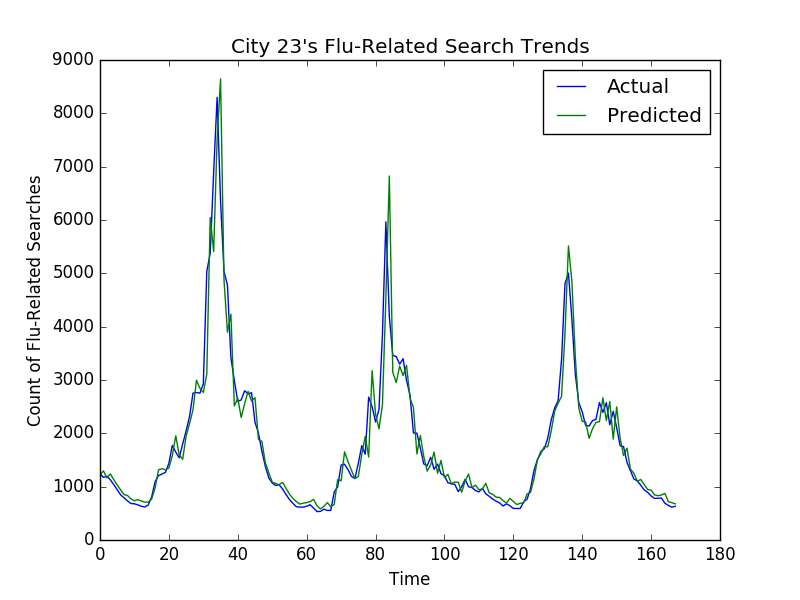 City 23's Flu-Related Search Trends
Actual
Predicted
Count of Flu-Related Searches
9000
8000
7000
6000
5000
4000
3000
2000
1000
0
0 20 40 60 80 100 120 140 160 180
Time